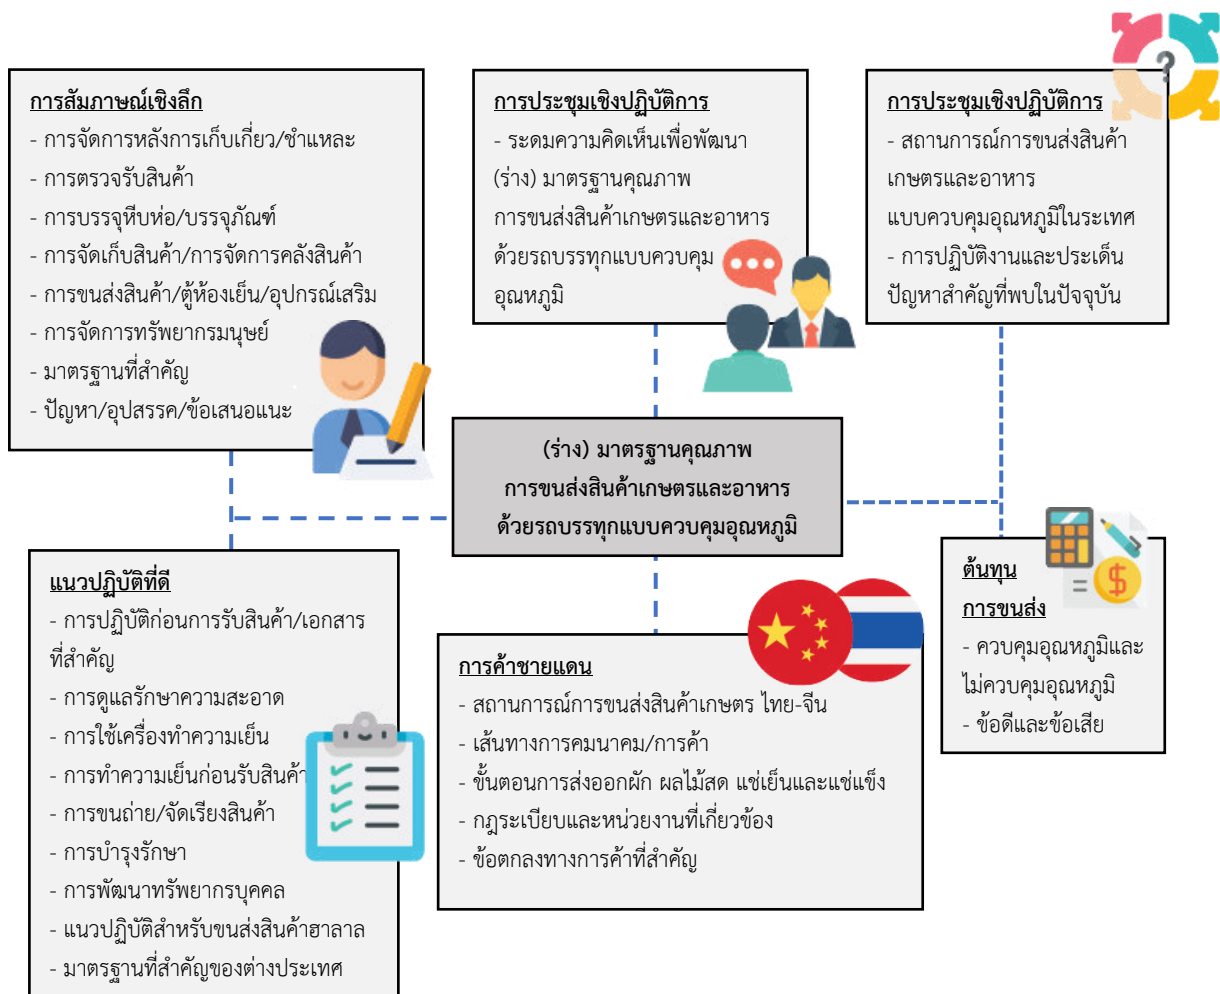 การสัมภาษณ์เชิงลึก
- การจัดการหลังการเก็บเกี่ยว/ชำแหละ
- การตรวจรับสินค้า
- การบรรจุหีบห่อ/บรรจุภัณฑ์
- การจัดเก็บสินค้า/การจัดการคลังสินค้า
- การขนส่งสินค้า/ตู้ห้องเย็น/อุปกรณ์เสริม
- การจัดการทรัพยากรมนุษย์
- มาตรฐานที่สำคัญ
- ปัญหา/อุปสรรค/ข้อเสนอแนะ
การประชุมเชิงปฏิบัติการ
- ระดมความคิดเห็นเพื่อพัฒนา
(ร่าง) มาตรฐานคุณภาพ
การขนส่งสินค้าเกษตรและอาหาร
ด้วยรถบรรทุกแบบควบคุม
อุณหภูมิ
การประชุมเชิงปฏิบัติการ
- สถานการณ์การขนส่งสินค้า
เกษตรและอาหาร
แบบควบคุมอุณหภูมิในระเทศ
- การปฏิบัติงานและประเด็น
ปัญหาสำคัญที่พบในปัจจุบัน
?
(ร่าง) มาตรฐานคุณภาพ
การขนส่งสินค้าเกษตรและอาหาร
ด้วยรถบรรทุกแบบควบคุมอุณหภูมิ
แนวปฏิบัติที่ดี
- การปฏิบัติก่อนการรับสินค้า/เอกสาร
ที่สำคัญ
- การดูแลรักษาความสะอาด
- การใช้เครื่องทำความเย็น
- การทำความเย็นก่อนรับสินค้า
- การขนถ่าย/จัดเรียงสินค้า
- การบำรุงรักษา
- การพัฒนาทรัพยากรบุคคล
- แนวปฏิบัติสำหรับขนส่งสินค้าฮาลาล
- มาตรฐานที่สำคัญของต่างประเทศ
การค้าชายแดน
- สถานการณ์การขนส่งสินค้าเกษตร ไทย-จีน
- เส้นทางการคมนาคม/การค้า
- ขั้นตอนการส่งออกผัก ผลไม้สด แช่เย็นและแช่แข็ง
- กฎระเบียบและหน่วยงานที่เกี่ยวข้อง
- ข้อตกลงทางการค้าที่สำคัญ
ต้นทุน
การขนส่ง
- ควบคุมอุณหภูมิและ
ไม่ควบคุมอุณหภูมิ
- ข้อดีและข้อเสีย
$